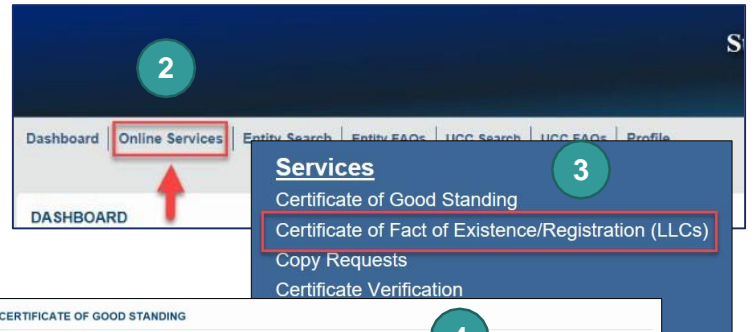 2
Dashboard | Online Services | Entity Search | Entity FAQs | UCC Search | UCC FAQs | Profile
DASHBOARD
Services
3
Certificate of Good Standing
Certificate of Fact of Existence/Registration (LLCs)
Copy Requests
Certificate Verification
CERTIFICATE OF GOOD STANDING